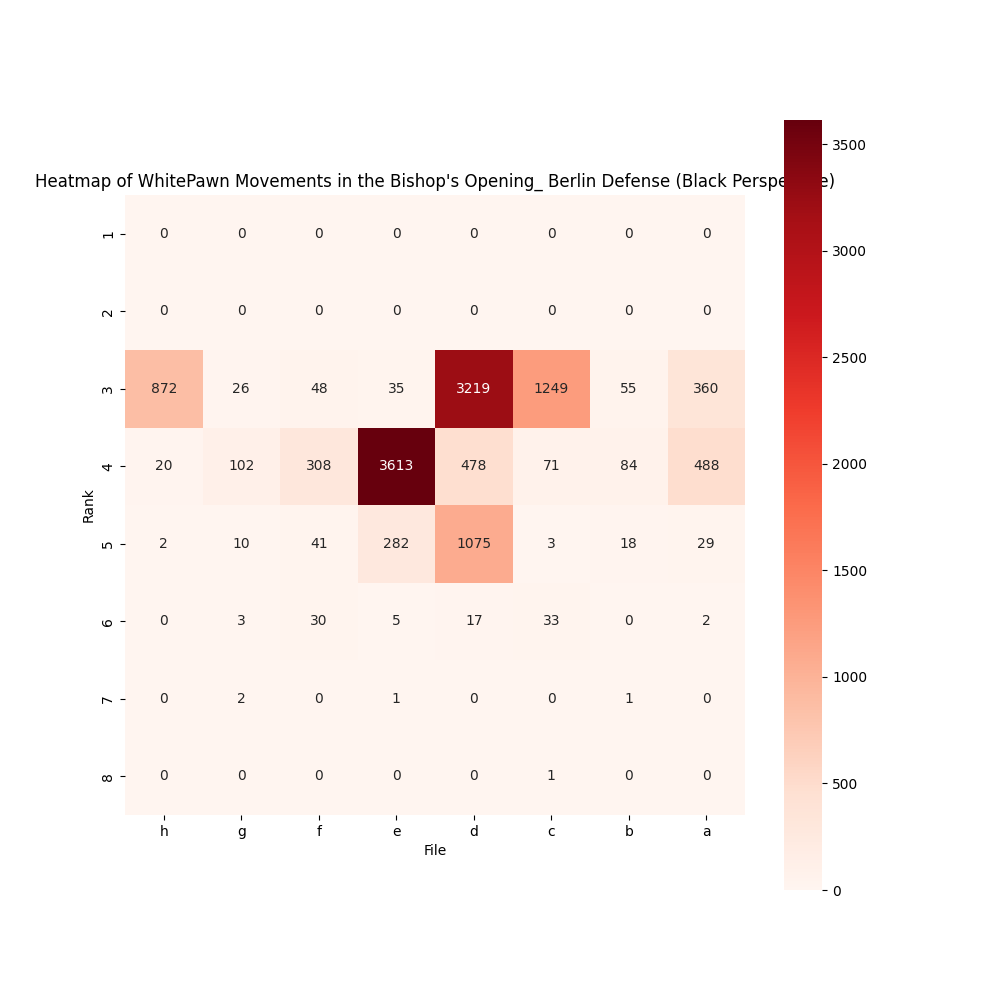 Heatmap of WhitePawn Movements in the Bishop's Opening_ Berlin Defense (Black Perspe e)
3500
3000
2500
2000
1500
1000
500
0
Rank
1 0 0 0 0 0 0 0 0
2 0 0 0 0 0 0 0 0
3 872 26 48 35 3219 1249 55 360
4 20 102 308 3613 478 71 84 488
5 2 10 41 282 1075 3 18 29
6 0 3 30 5 17 33 0 2
7 0 2 0 1 0 0 1 0
8 0 0 0 0 0 1 0 0
h g f e d c b a
File